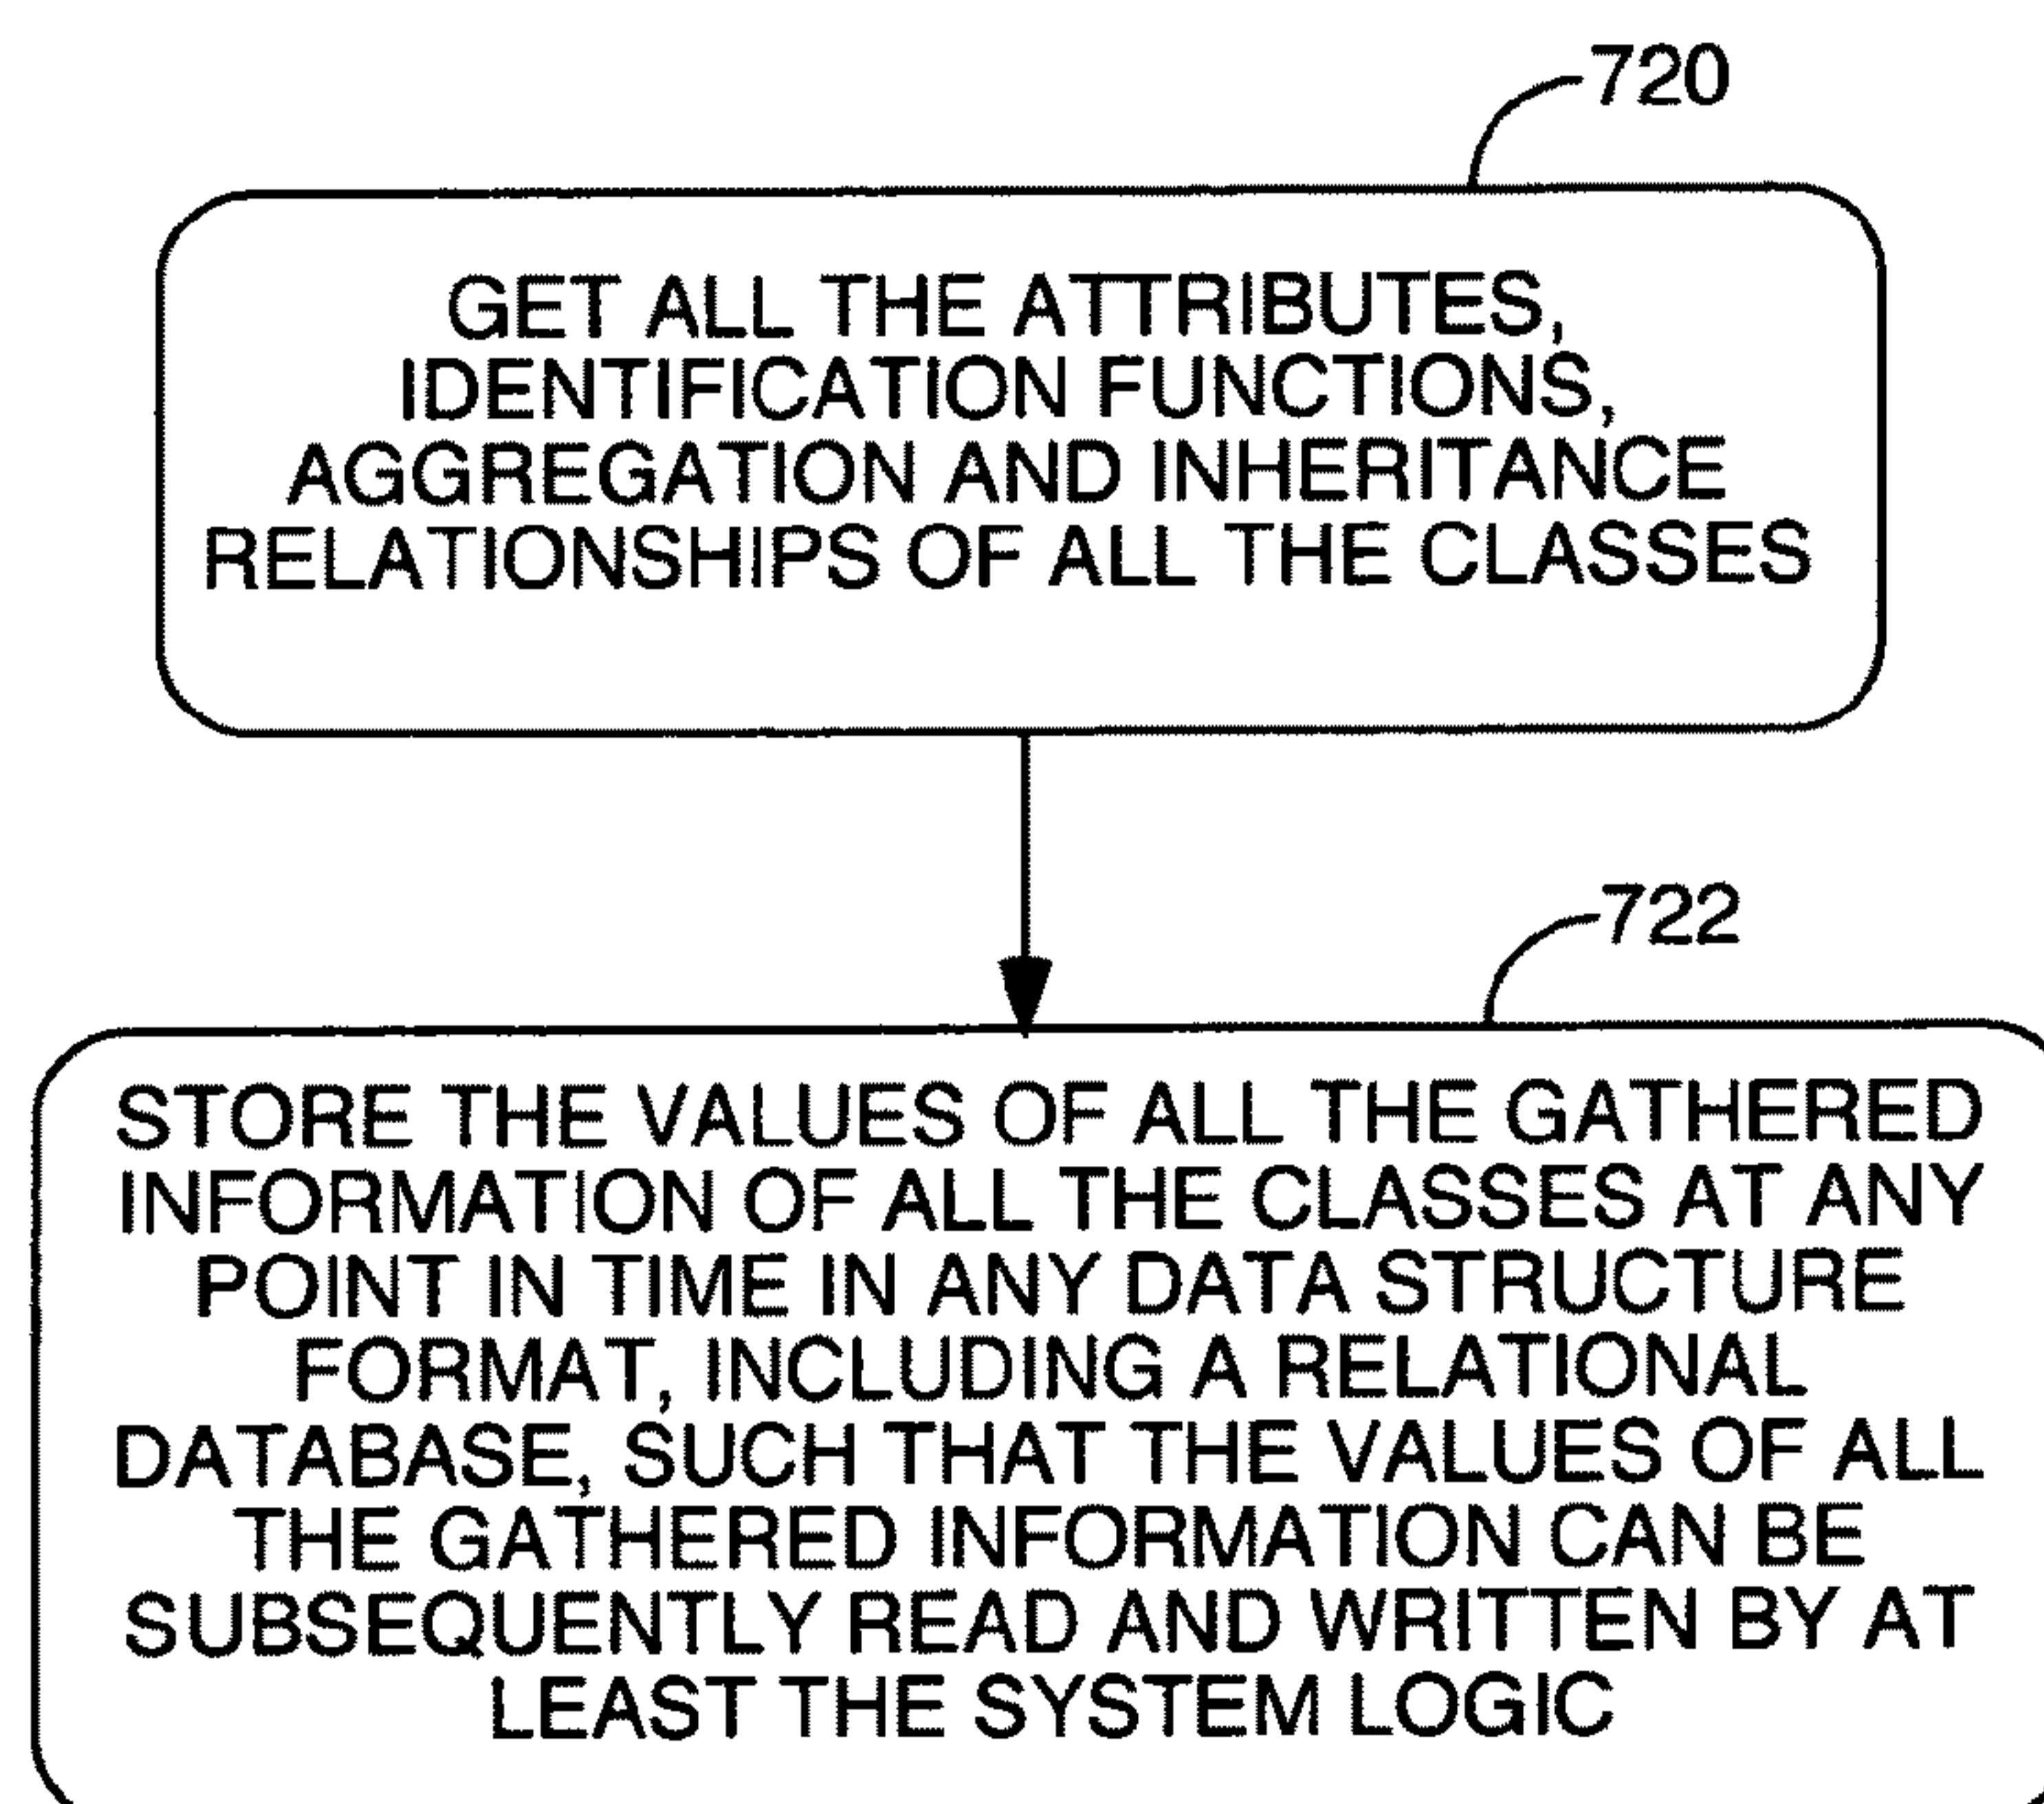 720
GET ALL THE ATTRIBUTES,
IDENTIFICATION FUNCTIONS,
AGGREGATION AND INHERITANCE
RELATIONSHIPS OF ALL THE CLASSES
722
STORE THE VALUES OF ALL THE GATHERED
INFORMATION OF ALL THE CLASSES AT ANY
POINT IN TIME IN ANY DATA STRUCTURE
FORMAT, INCLUDING A RELATIONAL
DATABASE, SUCH THAT THE VALUES OF ALL
THE GATHERED INFORMATION CAN BE
SUBSEQUENTLY READ AND WRITTEN BY AT
LEAST THE SYSTEM LOGIC